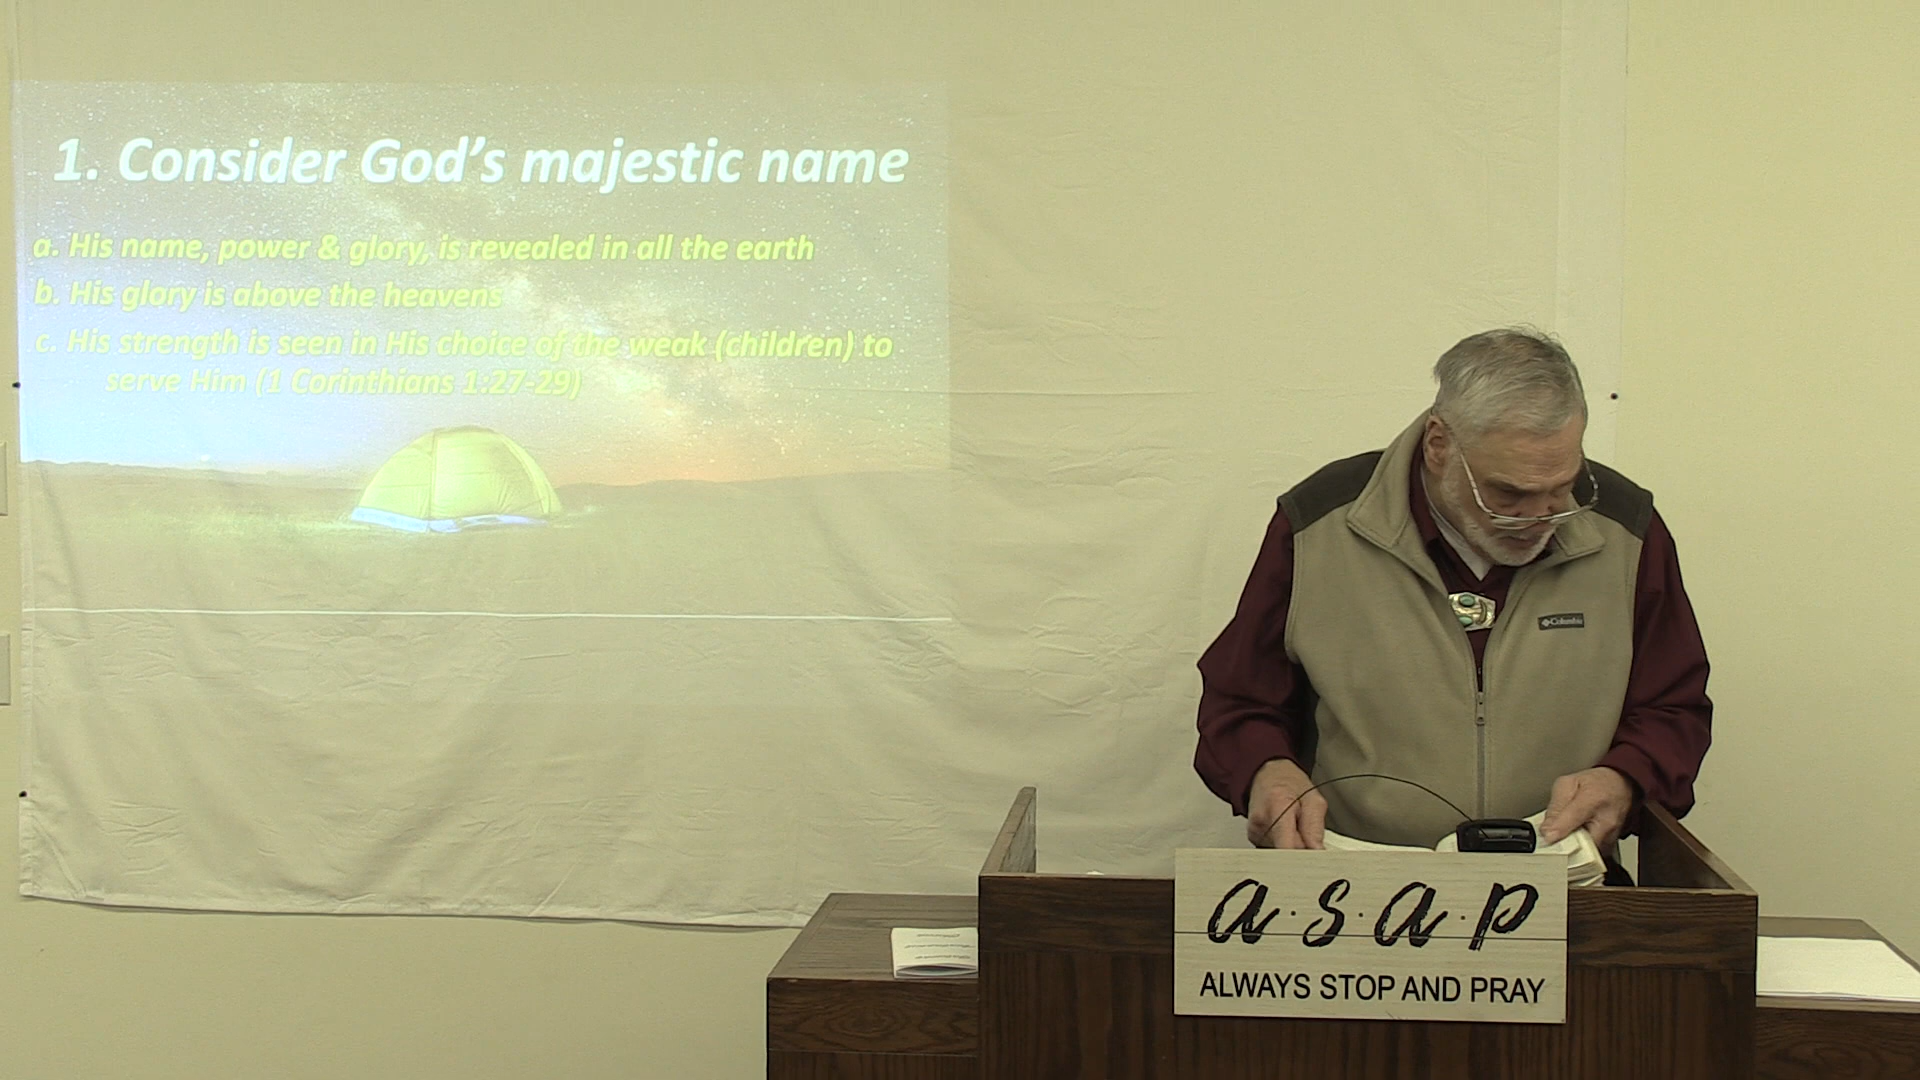 1. Consider God's majestic name
a. His name, power & glory, is revealed in all the earth
b. His glory is above the heavens
c. His strength is seen in His choice of the weak (children) to
serve Him (1 Corinthians 1:27-29)
Columbia
a·s·a·p
ALWAYS STOP AND PRAY